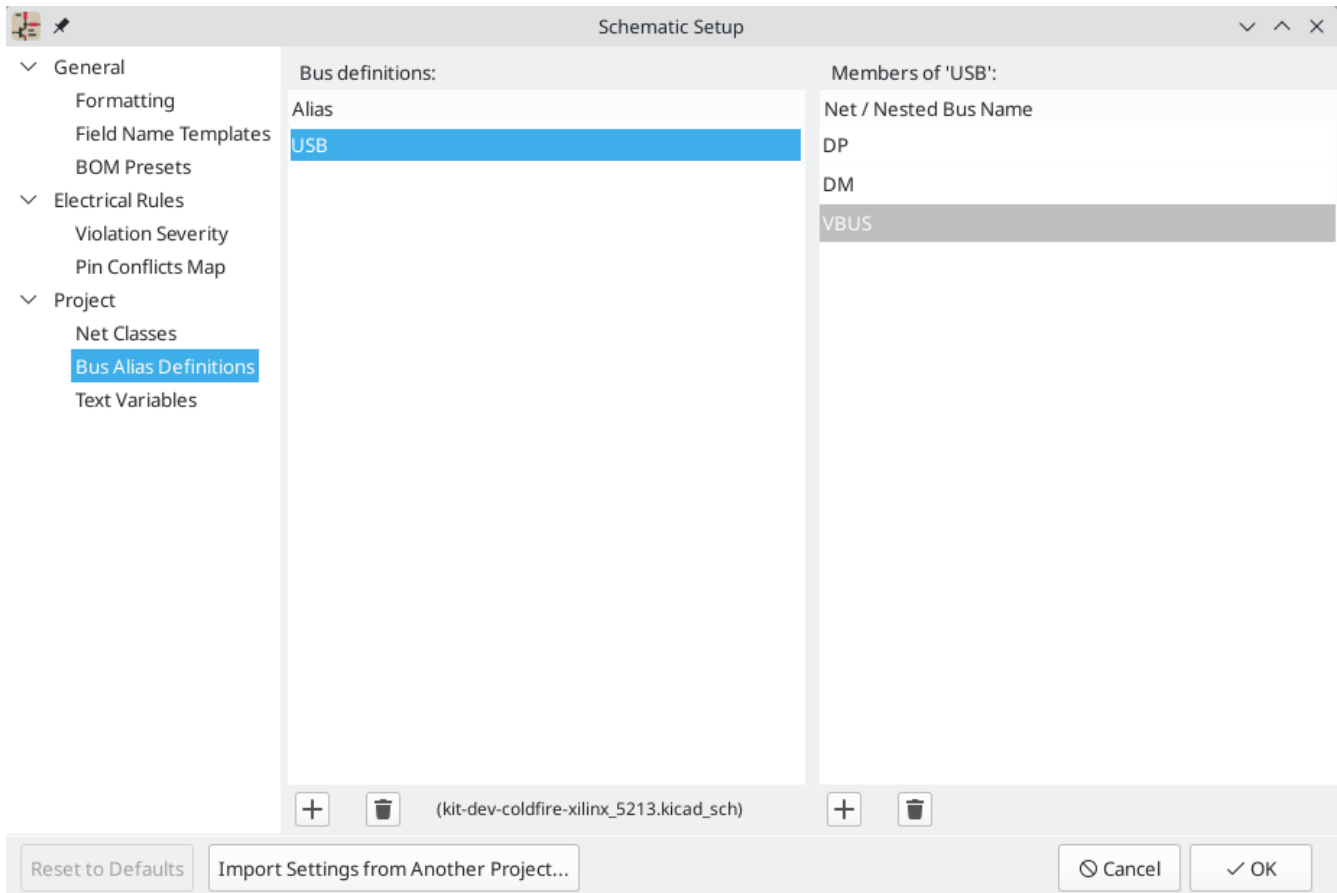 Schematic Setup
General
Formatting
Field Name Templates
BOM Presets
Electrical Rules
Violation Severity
Pin Conflicts Map
Project
Net Classes
Bus Alias Definitions
Text Variables
Bus definitions:
Alias
USB
(kit-dev-coldfire-xilinx_5213.kicad_sch)
Members of 'USB':
Net / Nested Bus Name
DP
DM
VBUS
Reset to Defaults
Import Settings from Another Project...
Cancel
OK